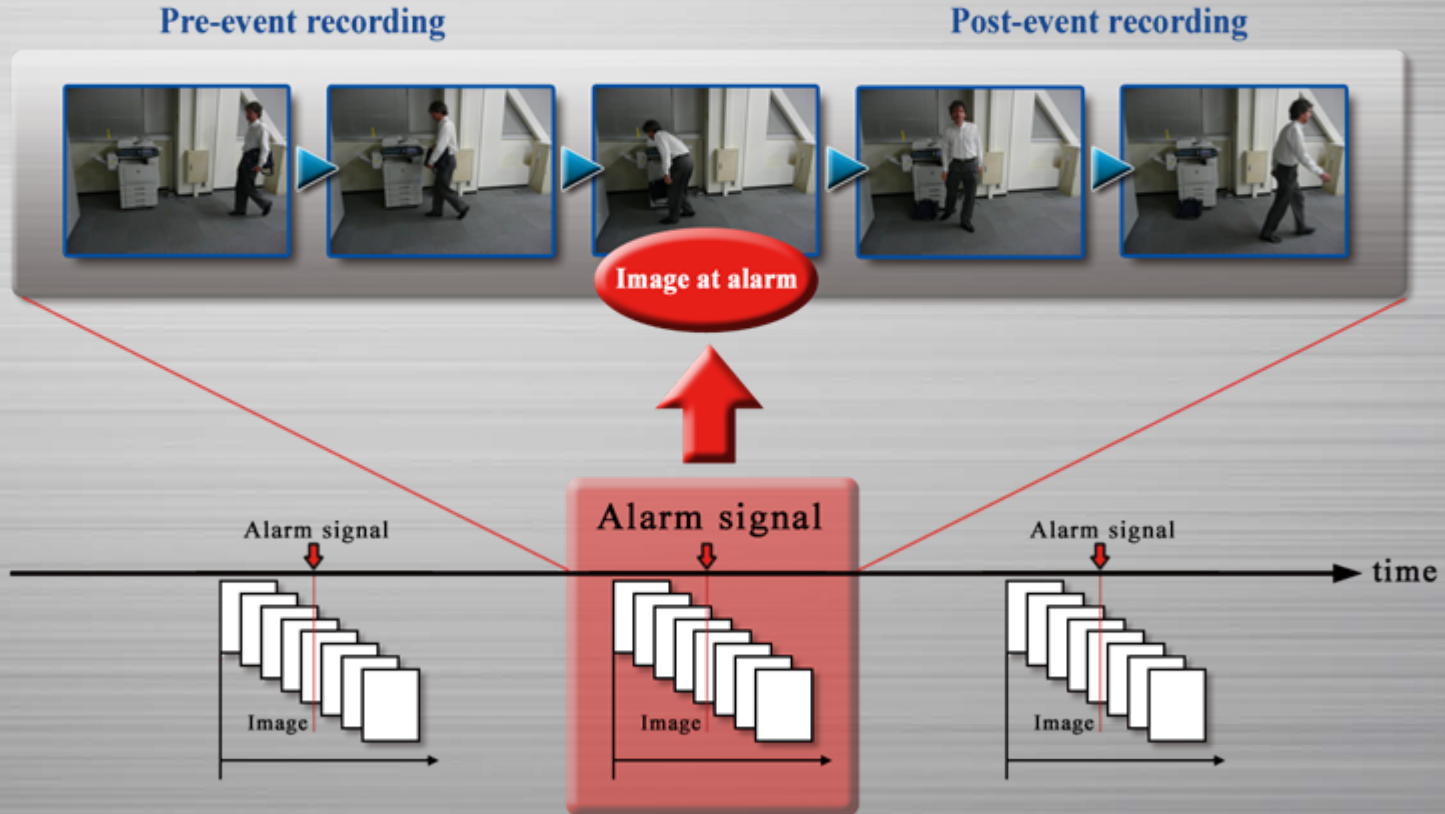 Pre-event recording
Post-event recording
Image at alarm
Alarm signal
Alarm signal
Alarm signal
time
Image
Image
Image